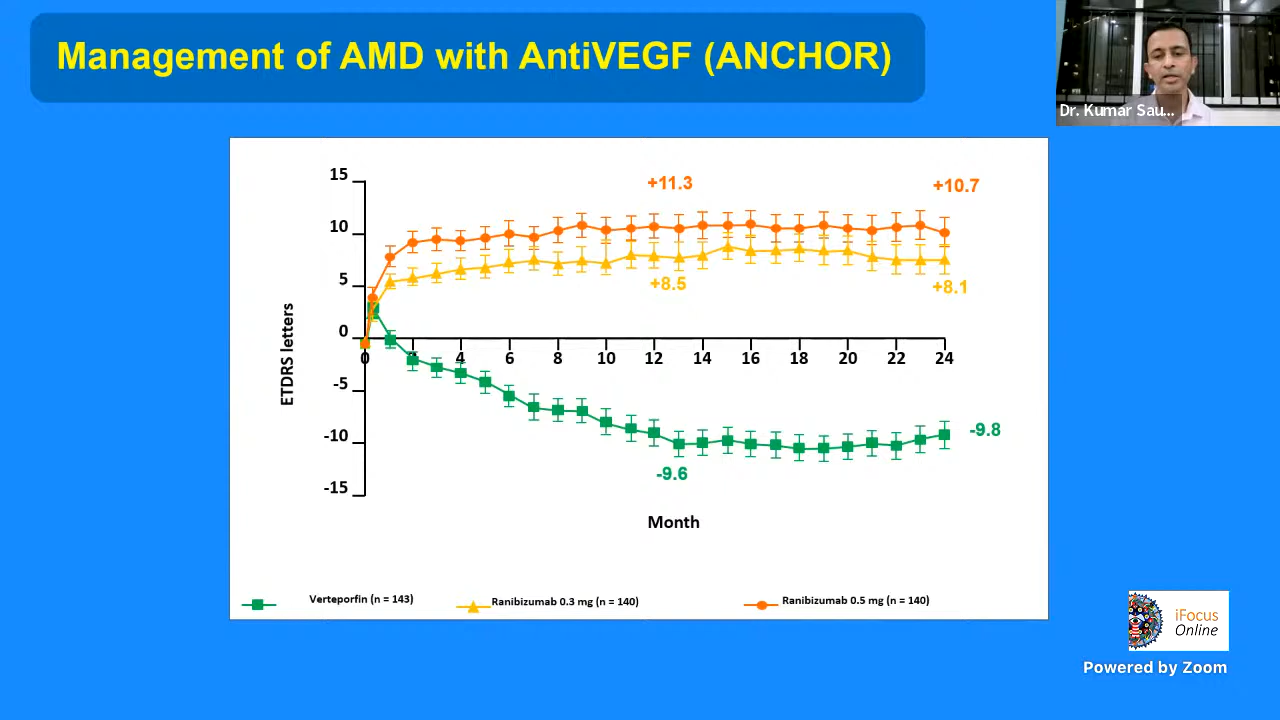 Management of AMD with AntiVEGF (ANCHOR)
Dr. Kumar Sau...
15
10
5
0
-5
-10
-15
ETDRS letters
+11.3
+10.7
+8.5
+8.1
0 2 4 6 8 10 12 14 16 18 20 22 24
-9.6
-9.8
Month
Verteporfin (n = 143)
Ranibizumab 0.3 mg (n = 140)
Ranibizumab 0.5 mg (n = 140)
iFocus
Online
Powered by Zoom